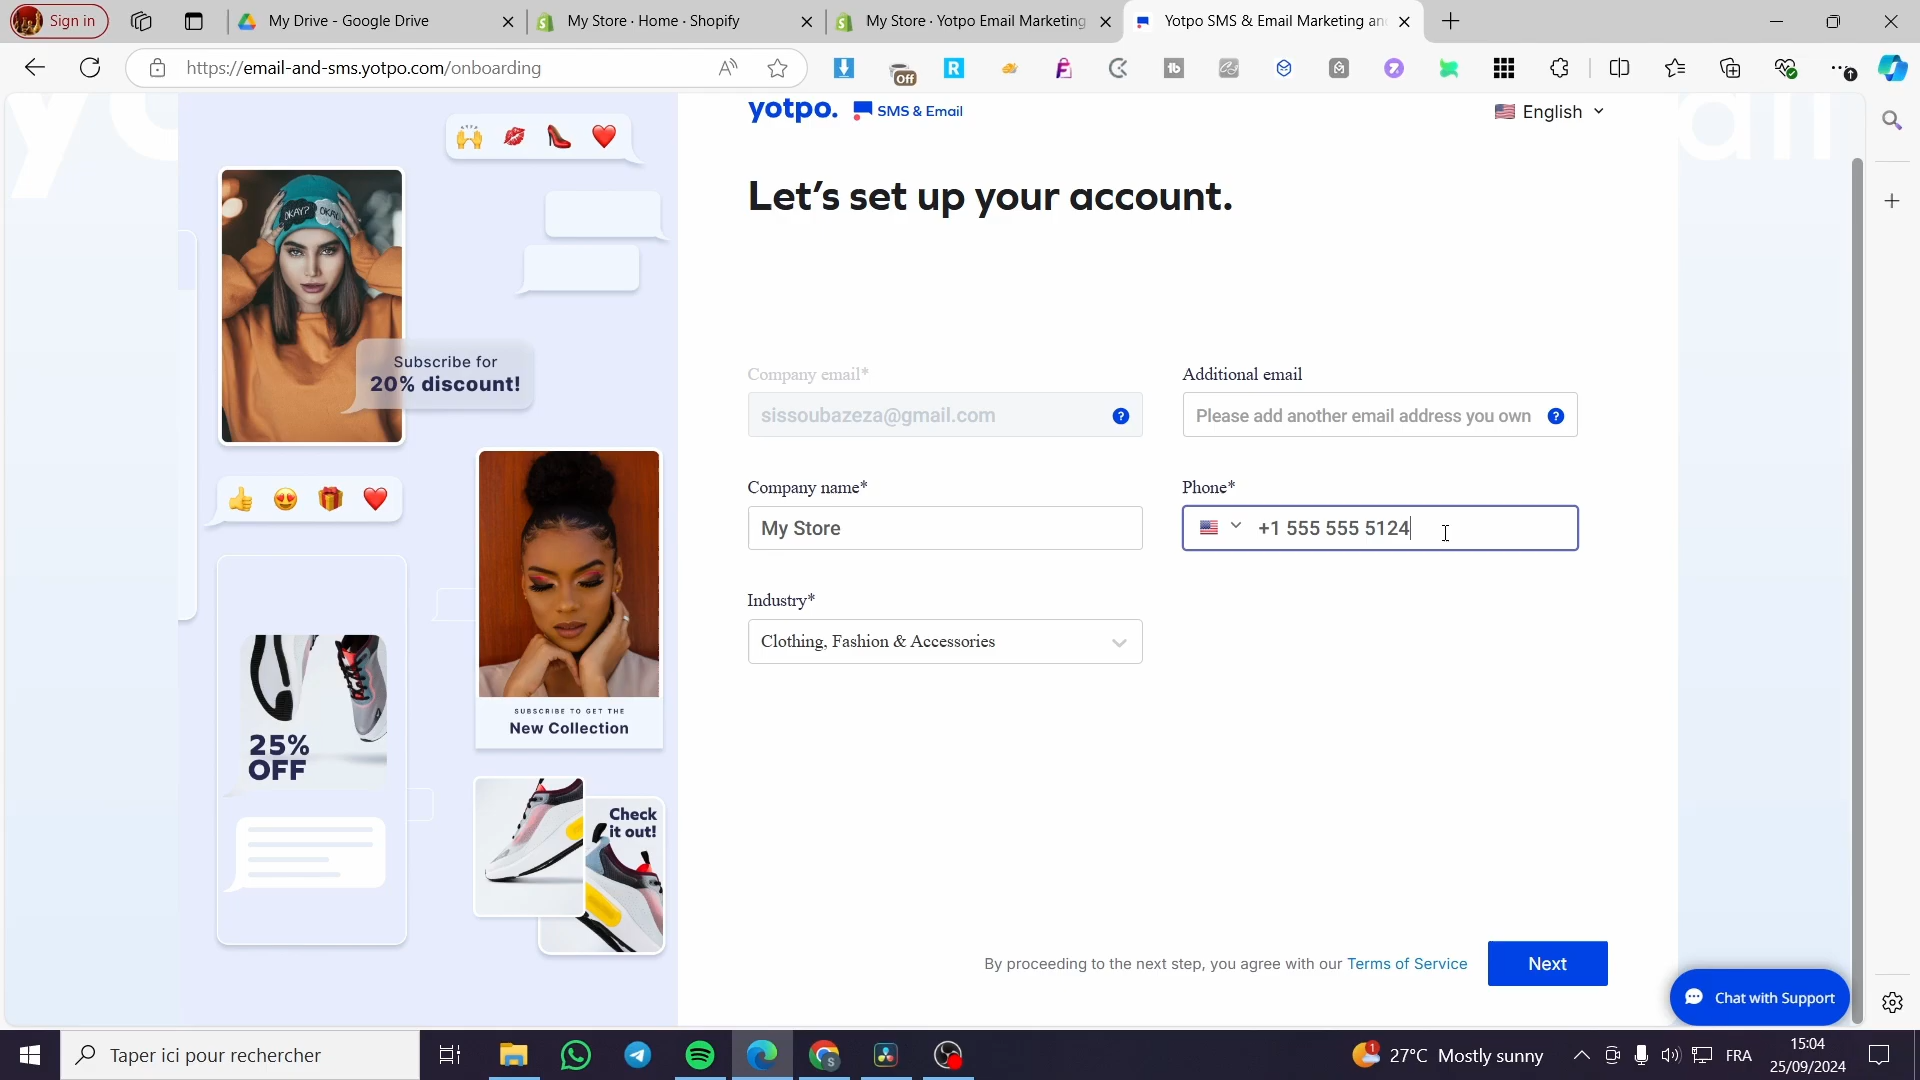 Sign in
My Drive - Google Drive
My Store · Home · Shopify
My Store · Yotpo Email Marketing
Yotpo SMS & Email Marketing an
https://email-and-sms.yotpo.com/onboarding
Off
yotpo. SMS & Email
English
Let's set up your account.
OKAY? OKAY.
Subscribe for
20% discount!
Company email*
sissoubazeza@gmail.com
Additional email
Please add another email address you own
Company name*
My Store
Phone*
+1 555 555 5124
Industry*
Clothing, Fashion & Accessories
SUBSCRIBE TO GET THE
New Collection
25%
OFF
Check
it out!
By proceeding to the next step, you agree with our Terms of Service
Next
Chat with Support
Taper ici pour rechercher
27°C Mostly sunny
FRA
15:04
25/09/2024